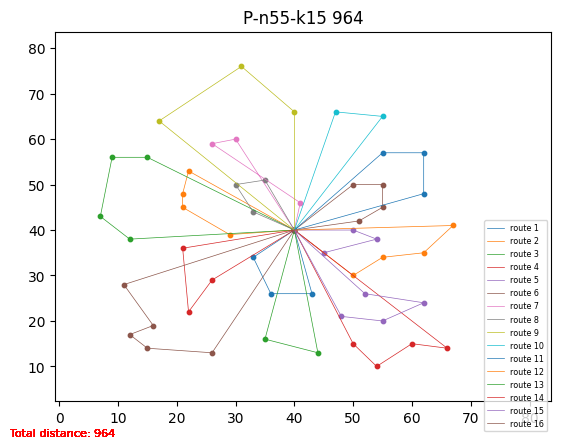 P-n55-k15 964
80
70
60
50
40
30
20
10
0
10
20
30
40
50
60
70
80
route 1
route 2
route 3
route 4
route 5
route 6
route 7
route 8
route 9
route 10
route 11
route 12
route 13
route 14
route 15
route 16
Total distance: 964